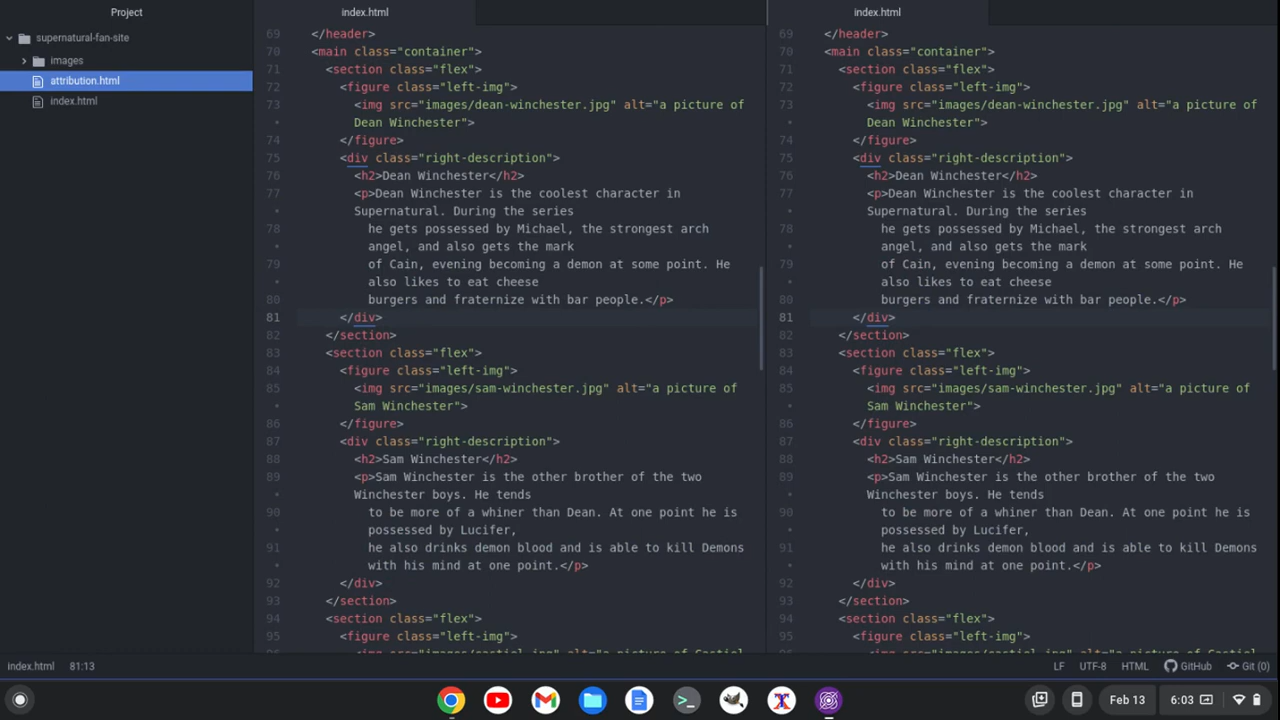 Project
supernatural-fan-site
images
attribution.html
index.html
index.html
69 </header>
70 <main class="container">
71 <section class="flex">
72 <figure class="left-img">
73 <img src="images/dean-winchester.jpg" alt="a picture of
• Dean Winchester">
74 </figure>
75 <div class="right-description">
76 <h2>Dean Winchester</h2>
77 <p>Dean Winchester is the coolest character in
• Supernatural. During the series
78 he gets possessed by Michael, the strongest arch
• angel, and also gets the mark
79 of Cain, evening becoming a demon at some point. He
• also likes to eat cheese
80 burgers and fraternize with bar people.</p>
81 </div>
82 </section>
83 <section class="flex">
84 <figure class="left-img">
85 <img src="images/sam-winchester.jpg" alt="a picture of
• Sam Winchester">
86 </figure>
87 <div class="right-description">
88 <h2>Sam Winchester</h2>
89 <p>Sam Winchester is the other brother of the two
• Winchester boys. He tends
90 to be more of a whiner than Dean. At one point he is
• possessed by Lucifer,
91 he also drinks demon blood and is able to kill Demons
• with his mind at one point.</p>
92 </div>
93 </section>
94 <section class="flex">
95 <figure class="left-img">
96 <img src="images/castiel.jpg" alt="a picture of Castiel
index.html
69 </header>
70 <main class="container">
71 <section class="flex">
72 <figure class="left-img">
73 <img src="images/dean-winchester.jpg" alt="a picture of
• Dean Winchester">
74 </figure>
75 <div class="right-description">
76 <h2>Dean Winchester</h2>
77 <p>Dean Winchester is the coolest character in
• Supernatural. During the series
78 he gets possessed by Michael, the strongest arch
• angel, and also gets the mark
79 of Cain, evening becoming a demon at some point. He
• also likes to eat cheese
80 burgers and fraternize with bar people.</p>
81 </div>
82 </section>
83 <section class="flex">
84 <figure class="left-img">
85 <img src="images/sam-winchester.jpg" alt="a picture of
• Sam Winchester">
86 </figure>
87 <div class="right-description">
88 <h2>Sam Winchester</h2>
89 <p>Sam Winchester is the other brother of the two
• Winchester boys. He tends
90 to be more of a whiner than Dean. At one point he is
• possessed by Lucifer,
91 he also drinks demon blood and is able to kill Demons
• with his mind at one point.</p>
92 </div>
93 </section>
94 <section class="flex">
95 <figure class="left-img">
96 <img src="images/castiel.jpg" alt="a picture of Castiel
index.html 81:13 LF UTF-8 HTML GitHub Git (0)
Feb 13 6:03